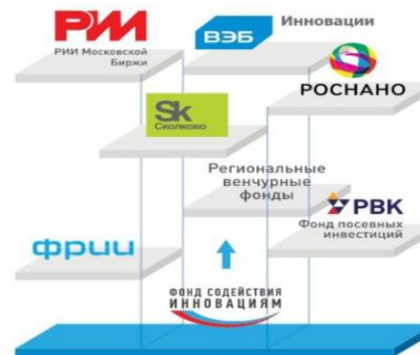 РИИ
РИИ Московской
Биржи
ВЭБ
Инновации
РОСНАНО
Sk
Сколково
Региональные
венчурные
фонды
РВК
Фонд посевных
инвестиций
фрии
ФОНД СОДЕЙСТВИЯ
ИННОВАЦИЯМ